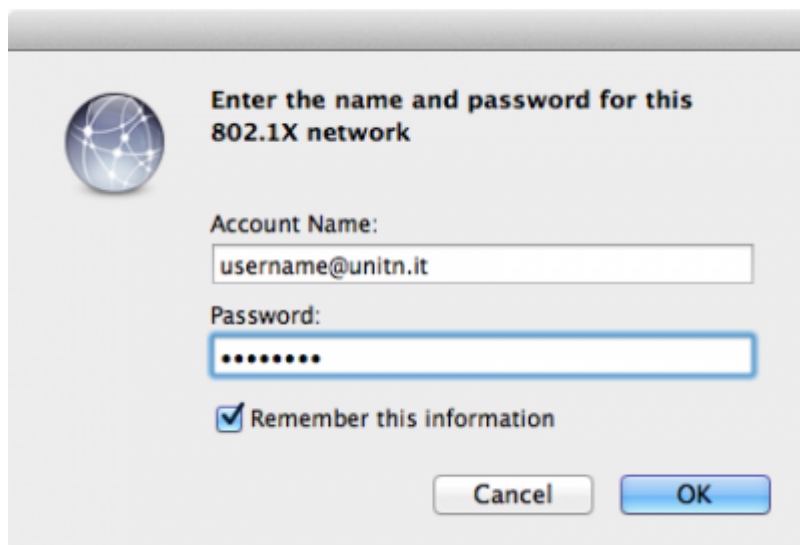 Enter the name and password for this
802.1X network
Account Name:
username@unitn.it
Password:
••••••••
Remember this information
Cancel
OK